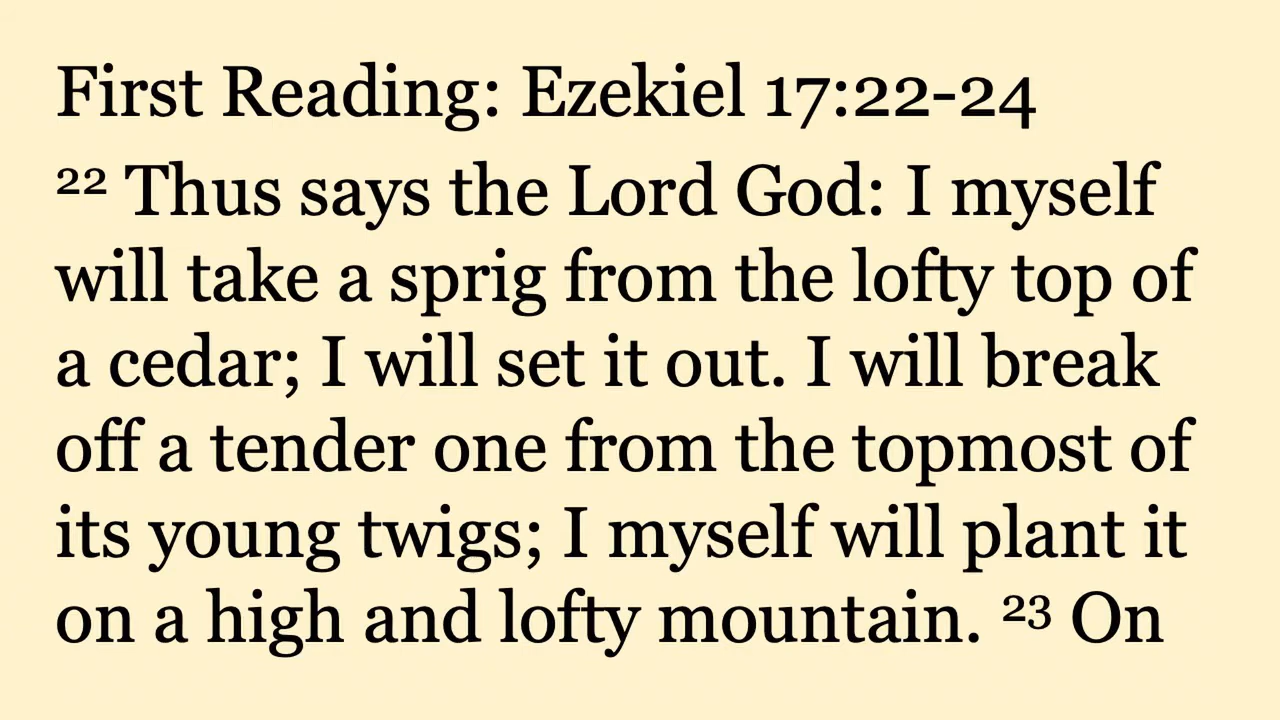 First Reading: Ezekiel 17:22-24
²² Thus says the Lord God: I myself
will take a sprig from the lofty top of
a cedar; I will set it out. I will break
off a tender one from the topmost of
its young twigs; I myself will plant it
on a high and lofty mountain. ²³ On